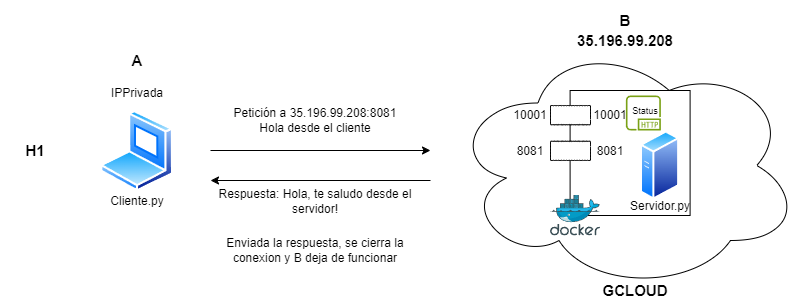 B
35.196.99.208
A
IPPrivada
Petición a 35.196.99.208:8081
Hola desde el cliente
10001
10001
Status
HTTP
H1
8081
8081
Respuesta: Hola, te saludo desde el
servidor!
Cliente.py
Servidor.py
docker
Enviada la respuesta, se cierra la
conexion y B deja de funcionar
GCLOUD